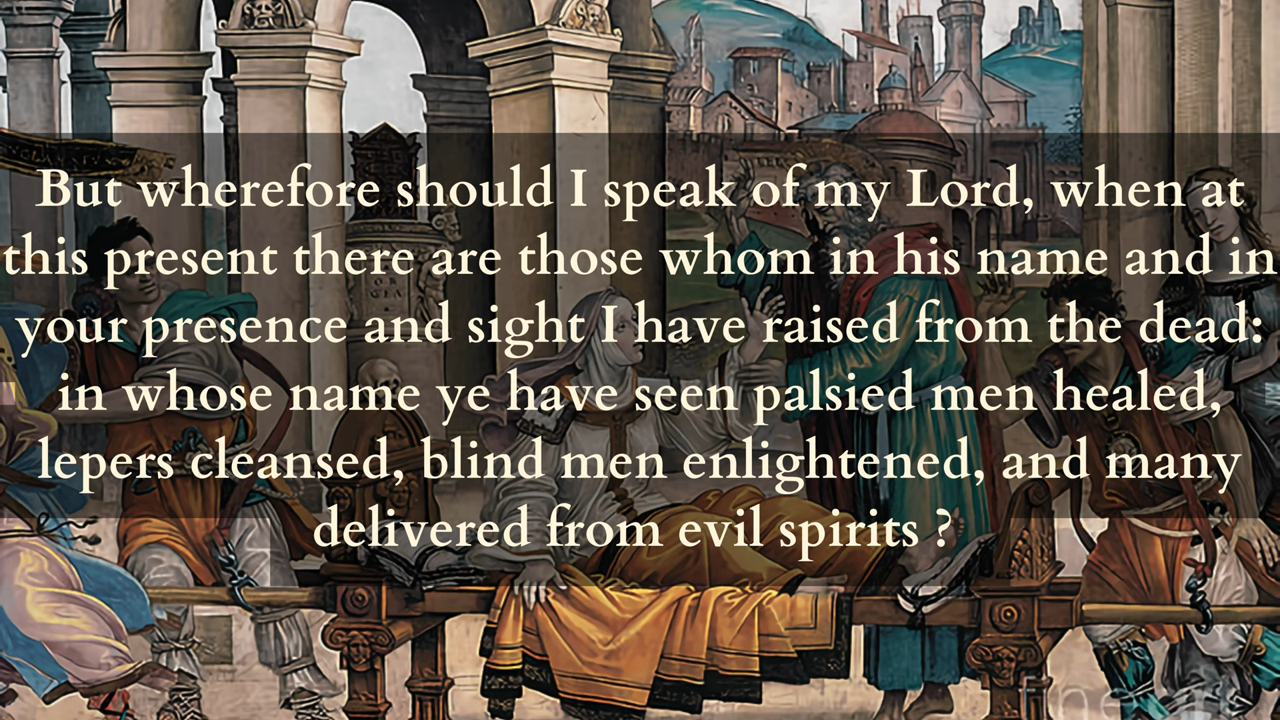 But wherefore should I speak of my Lord, when at
this present there are those whom in his name and in
your presence and sight I have raised from the dead:
in whose name ye have seen palsied men healed,
lepers cleansed, blind men enlightened, and many
delivered from evil spirits ?